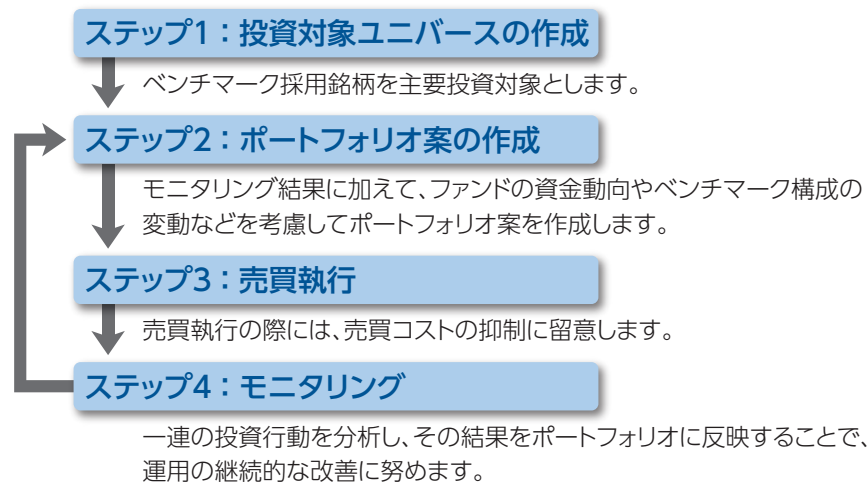 ステップ1：投資対象ユニバースの作成
ベンチマーク採用銘柄を主要投資対象とします。
ステップ2：ポートフォリオ案の作成
モニタリング結果に加えて、ファンドの資金動向やベンチマーク構成の
変動などを考慮してポートフォリオ案を作成します。
ステップ3：売買執行
売買執行の際には、売買コストの抑制に留意します。
ステップ4：モニタリング
一連の投資行動を分析し、その結果をポートフォリオに反映することで、
運用の継続的な改善に努めます。